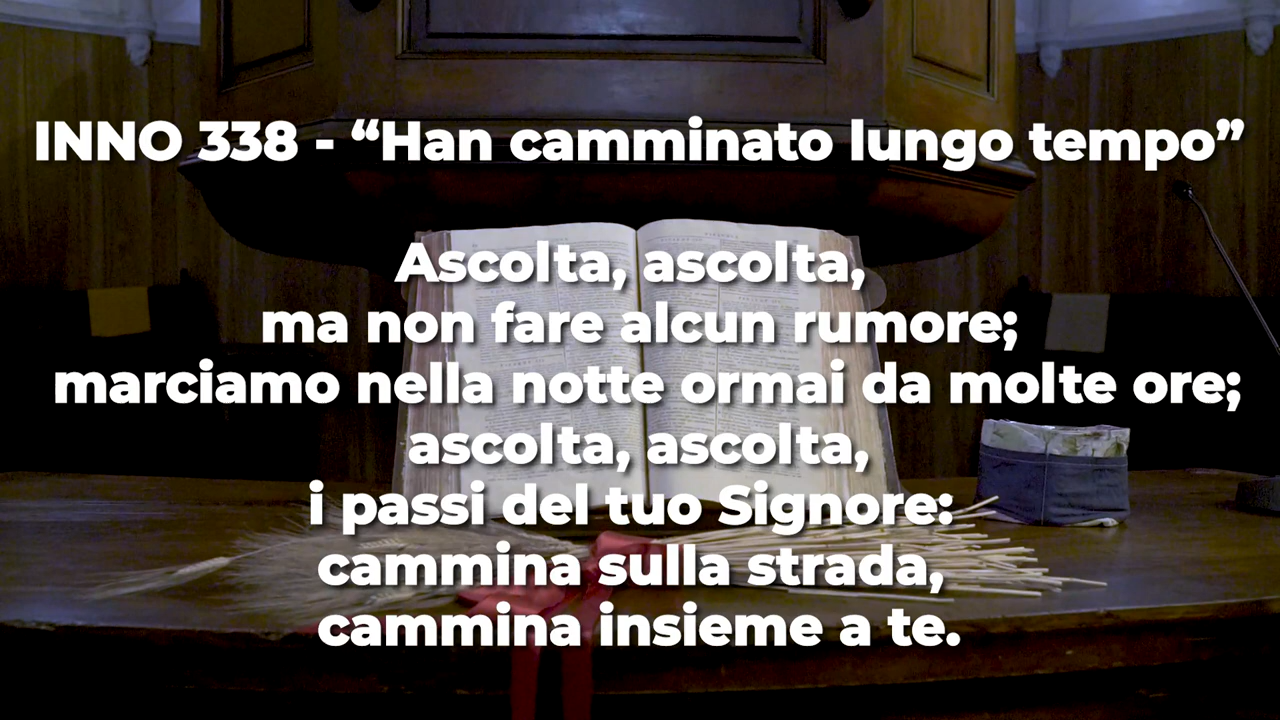 INNO 338 - “Han camminato lungo tempo”
Ascolta, ascolta,
ma non fare alcun rumore;
marciamo nella notte ormai da molte ore;
ascolta, ascolta,
i passi del tuo Signore:
cammina sulla strada,
cammina insieme a te.